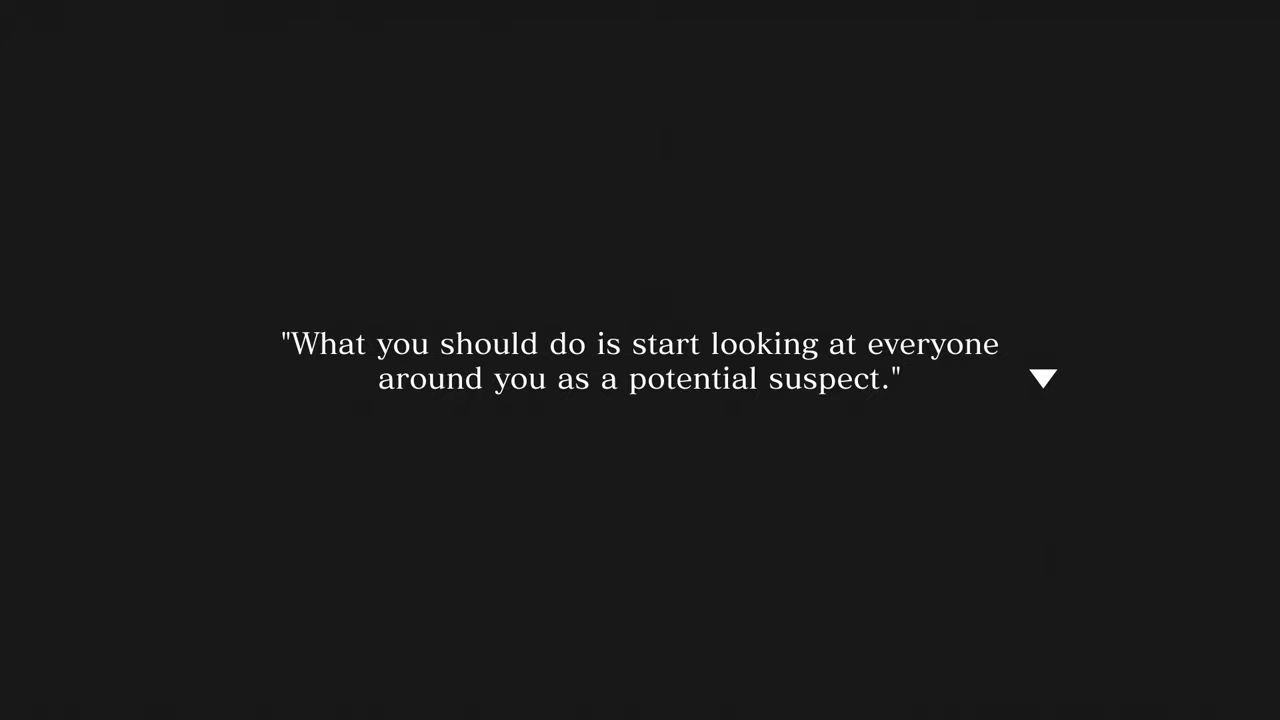 "What you should do is start looking at everyone
around you as a potential suspect."